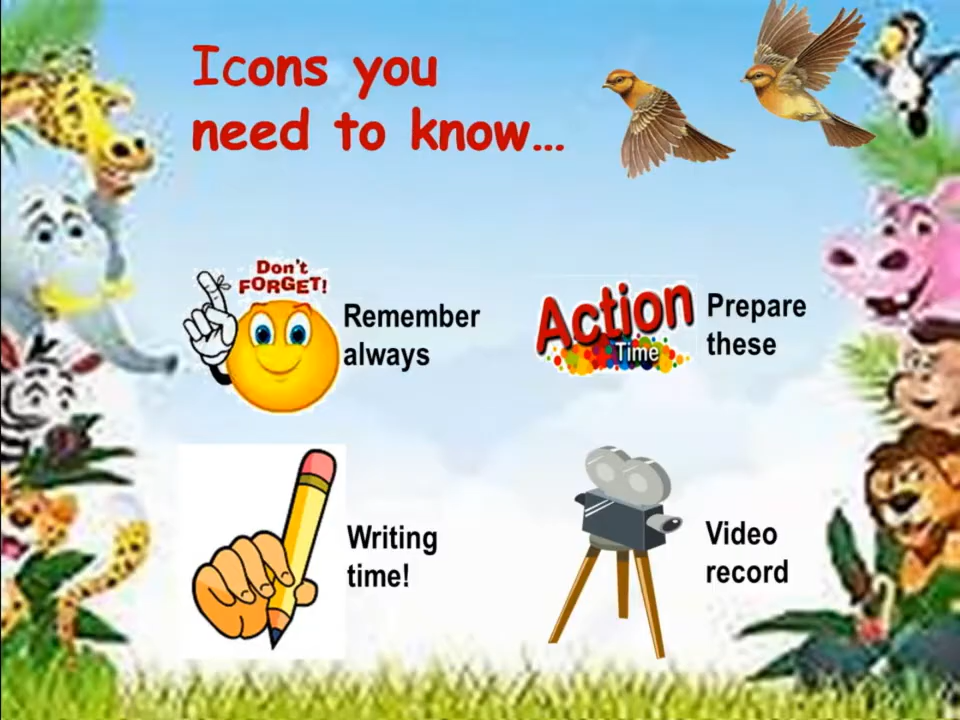 Icons you
need to know...
Don't
FORGET!
Remember
always
Action
Time
Prepare
these
Writing
time!
Video
record